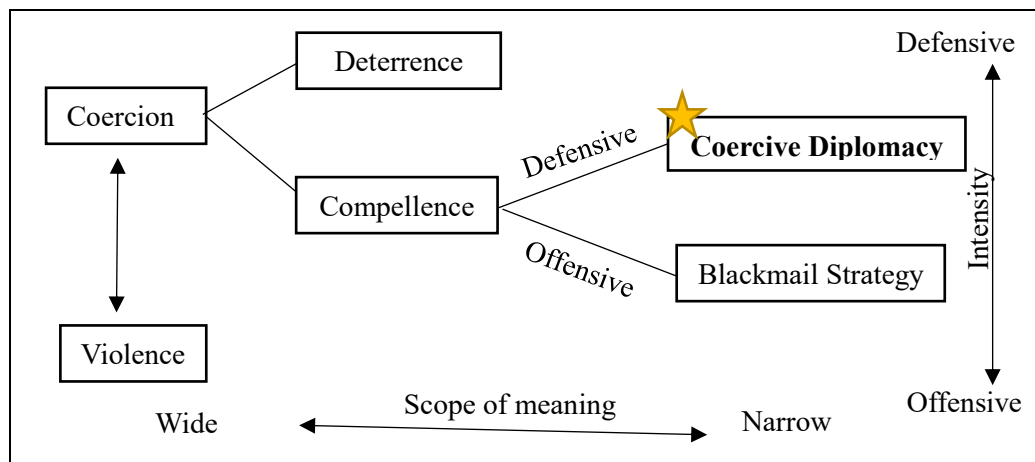 Defensive
Deterrence
Coercion
Defensive
Coercive Diplomacy
Compellence
Intensity
Offensive
Blackmail Strategy
Violence
Scope of meaning
Offensive
Wide
Narrow